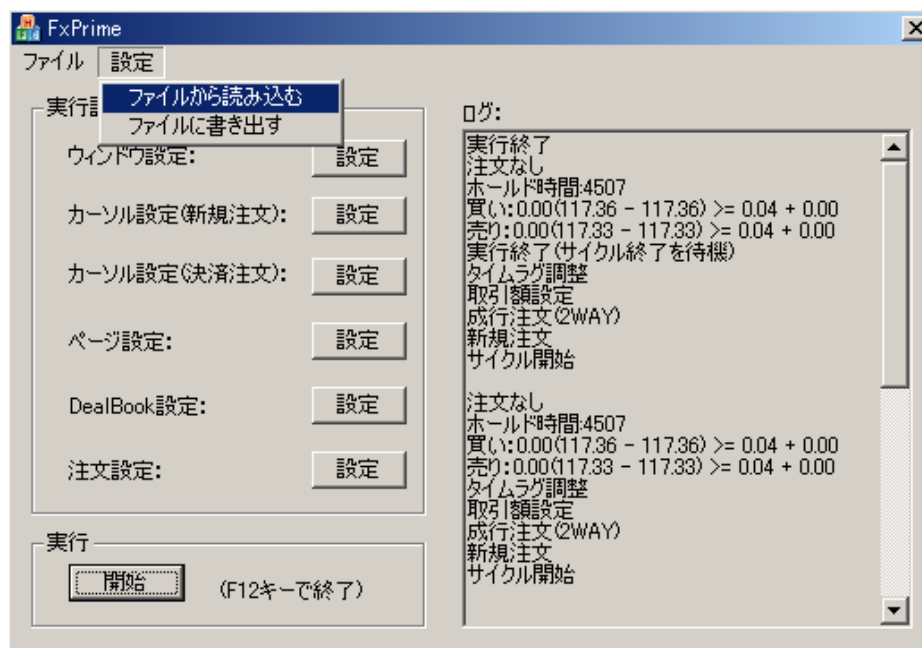 FxPrime
ファイル 設定
ファイルから読み込む
ファイルに書き出す
実行設
ウィンドウ設定: 設定
カーソル設定(新規注文): 設定
カーソル設定(決済注文): 設定
ページ設定: 設定
DealBook設定: 設定
注文設定: 設定
実行
開始 (F12キーで終了)
ログ:
実行終了
注文なし
ホールド時間:4507
買い:0.00(117.36 - 117.36) >= 0.04 + 0.00
売り:0.00(117.33 - 117.33) >= 0.04 + 0.00
実行終了(サイクル終了を待機)
タイムラグ調整
取引額設定
成行注文(2WAY)
新規注文
サイクル開始
注文なし
ホールド時間:4507
買い:0.00(117.36 - 117.36) >= 0.04 + 0.00
売り:0.00(117.33 - 117.33) >= 0.04 + 0.00
タイムラグ調整
取引額設定
成行注文(2WAY)
新規注文
サイクル開始